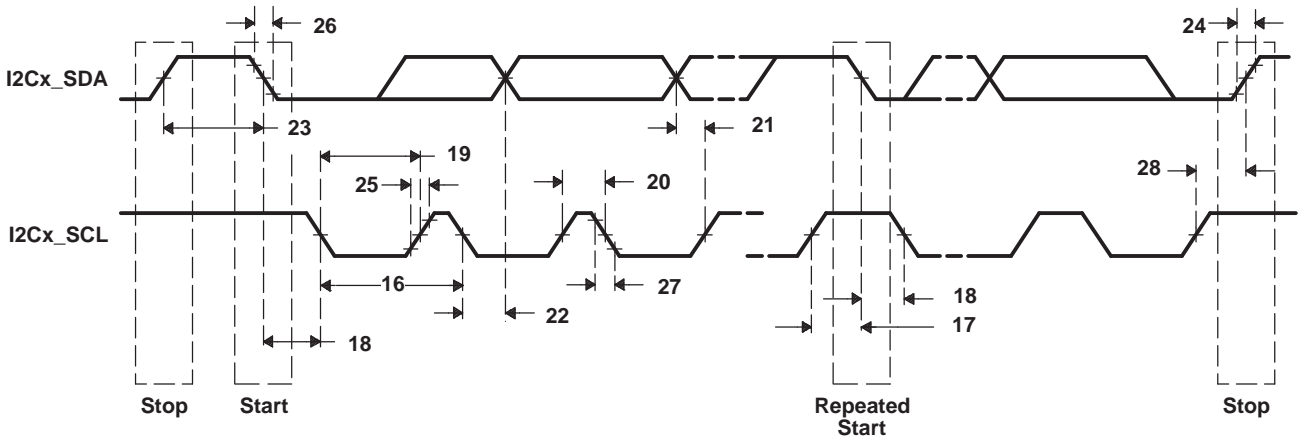 26
24
I2Cx_SDA
23
21
19
25
20
28
I2Cx_SCL
16
27
18
22
17
18
Stop
Start
Repeated
Start
Stop